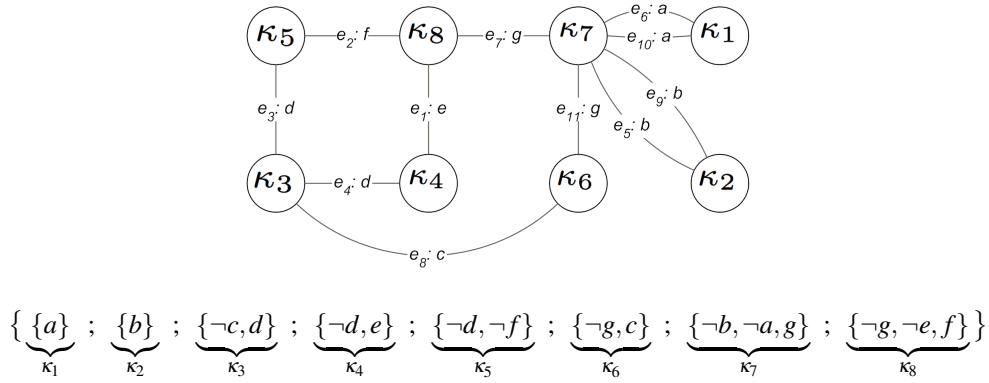 κ5 e2: f κ8 e7: g κ7 e6: a κ1
e10: a
e3: d e1: e e11: g e9: b
e5: b
κ3 e4: d κ4 κ6 κ2
e8: c
{ {a} ; {b} ; {¬c, d} ; {¬d, e} ; {¬d, ¬f} ; {¬g, c} ; {¬b, ¬a, g} ; {¬g, ¬e, f} }
κ1 κ2 κ3 κ4 κ5 κ6 κ7 κ8